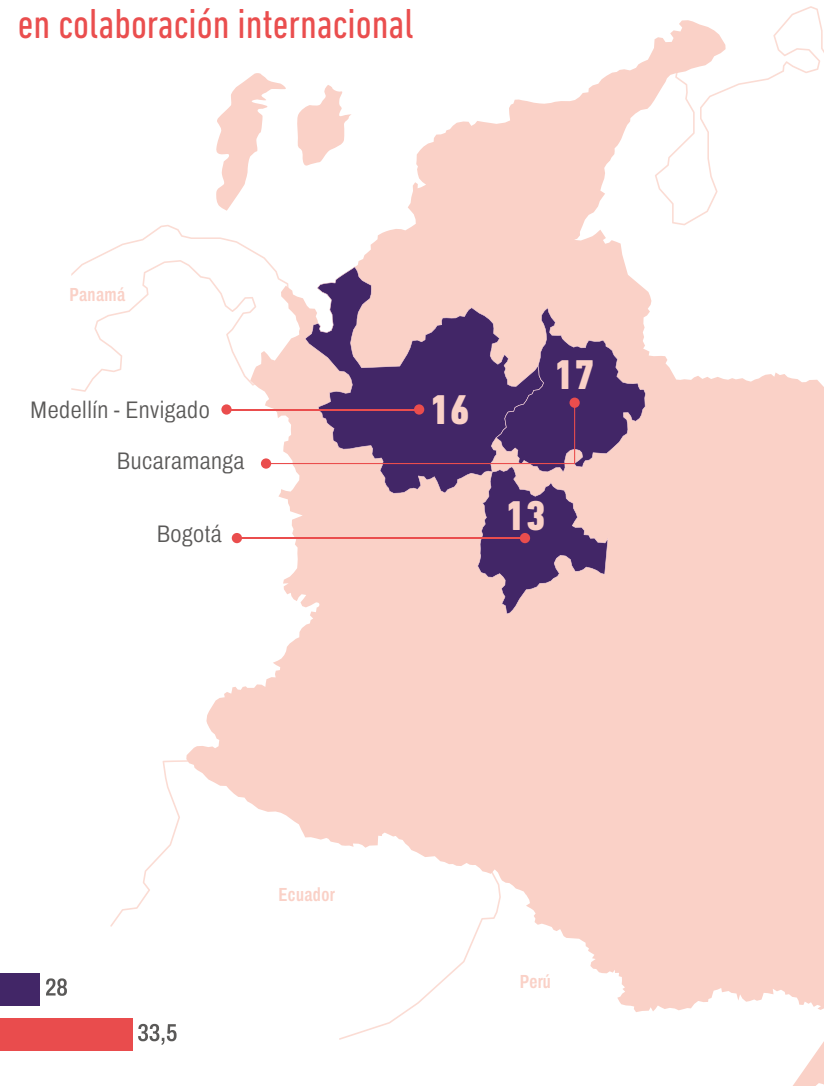 en colaboración internacional
Panamá
17
Medellín - Envigado
16
Bucaramanga
13
Bogotá
Ecuador
Perú
28
33,5